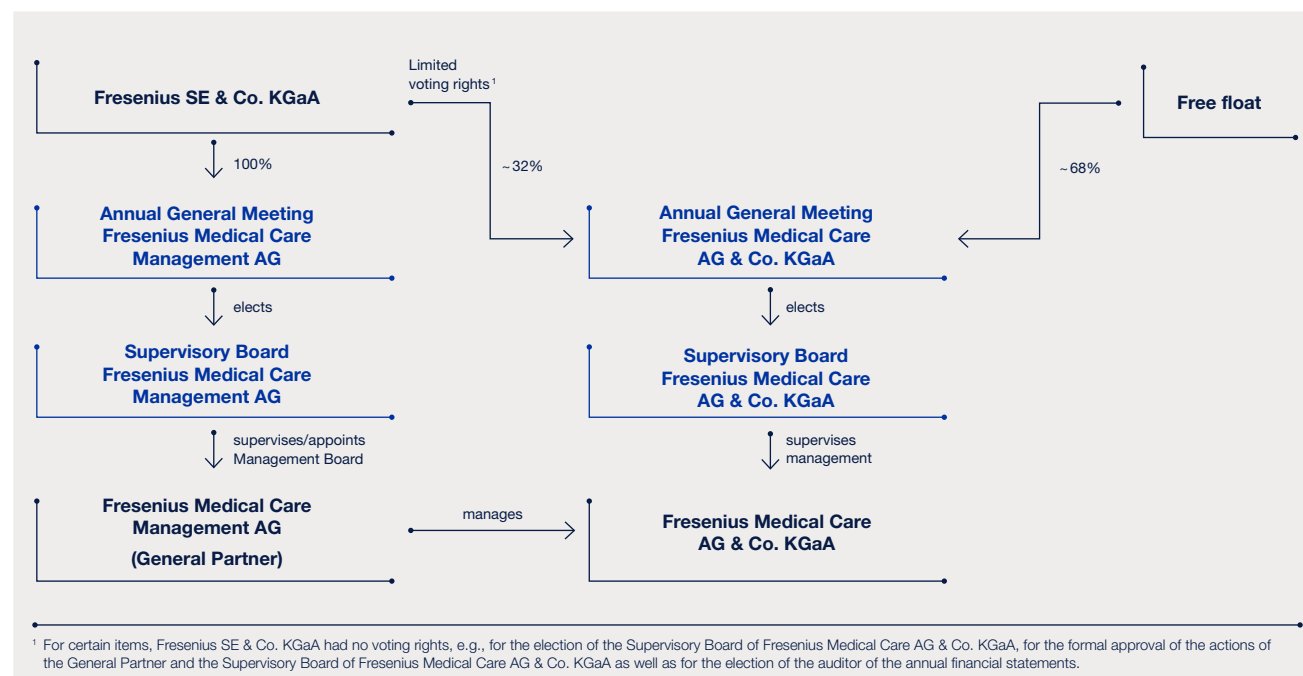 Fresenius SE & Co. KGaA
Limited
voting rights¹
Free float
100%
~32%
~68%
Annual General Meeting
Fresenius Medical Care
Management AG
Annual General Meeting
Fresenius Medical Care
AG & Co. KGaA
elects
elects
Supervisory Board
Fresenius Medical Care
Management AG
Supervisory Board
Fresenius Medical Care
AG & Co. KGaA
supervises/appoints
Management Board
supervises
management
Fresenius Medical Care
Management AG
(General Partner)
manages
Fresenius Medical Care
AG & Co. KGaA
¹ For certain items, Fresenius SE & Co. KGaA had no voting rights, e.g., for the election of the Supervisory Board of Fresenius Medical Care AG & Co. KGaA, for the formal approval of the actions of
the General Partner and the Supervisory Board of Fresenius Medical Care AG & Co. KGaA as well as for the election of the auditor of the annual financial statements.